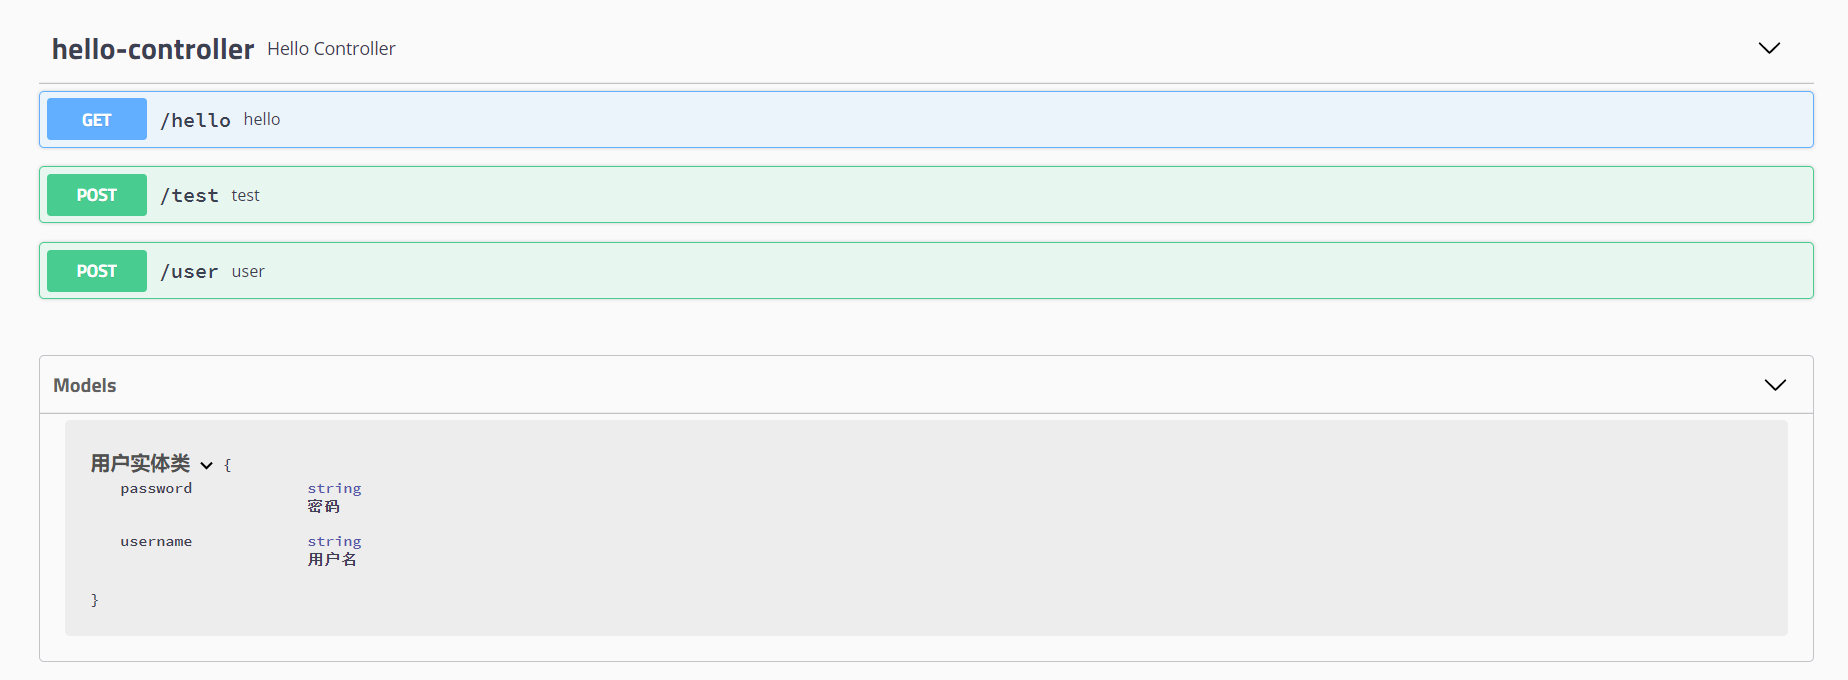 hello-controller Hello Controller
GET /hello hello
POST /test test
POST /user user
Models
用户实体类 {
password string
密码
username string
用户名
}